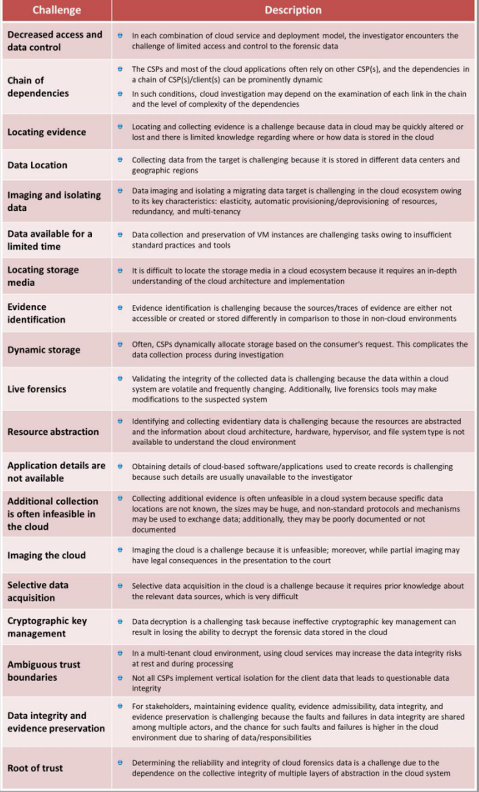 Challenge
Description
Decreased access and
data control
In each combination of cloud service and deployment model, the investigator encounters the
challenge of limited access and control to the forensic data
Chain of
dependencies
The CSPs and most of the cloud applications often rely on other CSP(s), and the dependencies in
a chain of CSP(s)/client(s) can be prominently dynamic
In such conditions, cloud investigation may depend on the examination of each link in the chain
and the level of complexity of the dependencies
Locating evidence
Locating and collecting evidence is a challenge because data in cloud may be quickly altered or
lost and there is limited knowledge regarding where or how data is stored in the cloud
Data Location
Collecting data from the target is challenging because it is stored in different data centers and
geographic regions
Imaging and isolating
data
Data imaging and isolating a migrating data target is challenging in the cloud ecosystem owing
to its key characteristics: elasticity, automatic provisioning/deprovisioning of resources,
redundancy, and multi-tenancy
Data available for a
limited time
Data collection and preservation of VM instances are challenging tasks owing to insufficient
standard practices and tools
Locating storage
media
It is difficult to locate the storage media in a cloud ecosystem because it requires an in-depth
understanding of the cloud architecture and implementation
Evidence
identification
Evidence identification is challenging because the sources/traces of evidence are either not
accessible or created or stored differently in comparison to those in non-cloud environments
Dynamic storage
Often, CSPs dynamically allocate storage based on the consumer's request. This complicates the
data collection process during investigation
Live forensics
Validating the integrity of the collected data is challenging because the data within a cloud
system are volatile and frequently changing. Additionally, live forensics tools may make
modifications to the suspected system
Resource abstraction
Identifying and collecting evidentiary data is challenging because the resources are abstracted
and the information about cloud architecture, hardware, hypervisor, and file system type is not
available to understand the cloud environment
Application details are
not available
Obtaining details of cloud-based software/applications used to create records is challenging
because such details are usually unavailable to the investigator
Additional collection
is often infeasible in
the cloud
Collecting additional evidence is often unfeasible in a cloud system because specific data
locations are not known, the sizes may be huge, and non-standard protocols and mechanisms
may be used to exchange data; additionally, they may be poorly documented or not
documented
Imaging the cloud
Imaging the cloud is a challenge because it is unfeasible; moreover, while partial imaging may
have legal consequences in the presentation to the court
Selective data
acquisition
Selective data acquisition in the cloud is a challenge because it requires prior knowledge about
the relevant data sources, which is very difficult
Cryptographic key
management
Data decryption is a challenging task because ineffective cryptographic key management can
result in losing the ability to decrypt the forensic data stored in the cloud
Ambiguous trust
boundaries
In a multi-tenant cloud environment, using cloud services may increase the data integrity risks
at rest and during processing
Not all CSPs implement vertical isolation for the client data that leads to questionable data
integrity
Data integrity and
evidence preservation
For stakeholders, maintaining evidence quality, evidence admissibility, data integrity, and
evidence preservation is challenging because the faults and failures in data integrity are shared
among multiple actors, and the chance for such faults and failures is higher in the cloud
environment due to sharing of data/responsibilities
Root of trust
Determining the reliability and integrity of cloud forensics data is a challenge due to the
dependence on the collective integrity of multiple layers of abstraction in the cloud system